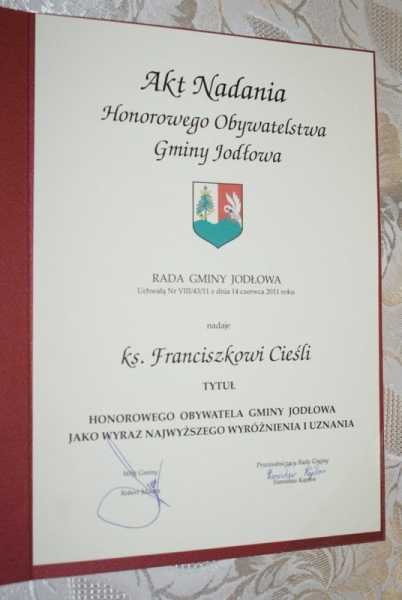 Akt Nadania
Honorowego Obywatelstwa
Gminy Jodłowa
RADA GMINY JODŁOWA
Uchwałą Nr VIII/43/11 z dnia 14 czerwca 2011 roku
nadaje
ks. Franciszkowi Cieśli
TYTUŁ
HONOROWEGO OBYWATELA GMINY JODŁOWA
JAKO WYRAZ NAJWYŻSZEGO WYRÓŻNIENIA I UZNANIA
Wójt Gminy
Robert
Przewodniczący Rady Gminy
Stanisław